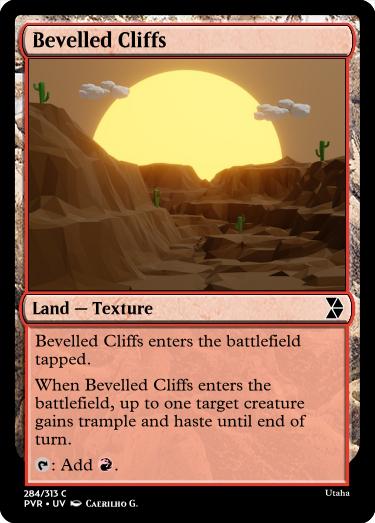 Bevelled Cliffs
Land — Texture
Bevelled Cliffs enters the battlefield
tapped.
When Bevelled Cliffs enters the
battlefield, up to one target creature
gains trample and haste until end of
turn.
: Add .
284/313 C
Utaha
PVR • UV Caerilho G.